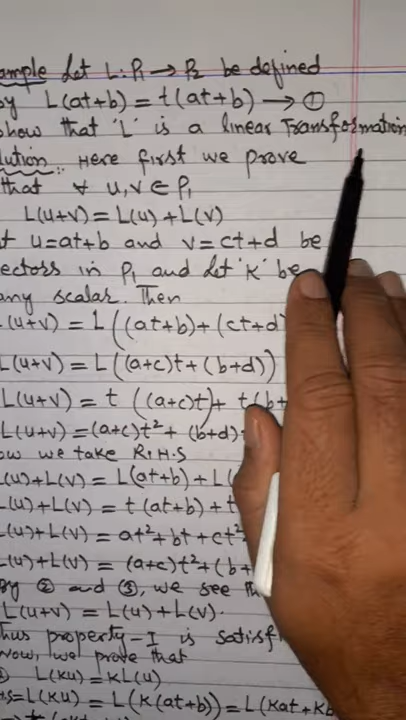 ample Let L: P₁ → P₂ be defined
by L(at+b) = t(at+b) → ①
show that 'L' is a linear Transformation
lution:. Here first we prove
that ∀ u,v ∈ P₁
L(u+v) = L(u) + L(v)
t u=at+b and v=ct+d be
ectors in P₁ and let 'K' be
any scalar. Then
(u+v) = L((at+b)+(ct+d)
L(u+v) = L((a+c)t+(b+d))
L(u+v) = t((a+c)t) + t(b+
L(u+v) = (a+c)t² + (b+d)
ow we take R.H.S
(u)+L(v) = L(at+b) + L(
(u)+L(v) = t(at+b) + t
(u)+L(v) = at²+bt+ct²
(u)+L(v) = (a+c)t²+(b+
By ② and ③, we see th
L(u+v) = L(u)+L(v).
Thus property-I is satisf
Now, we prove that
L(ku) = kL(u)
s=L(ku) = L(k(at+b)) = L(kat+kb